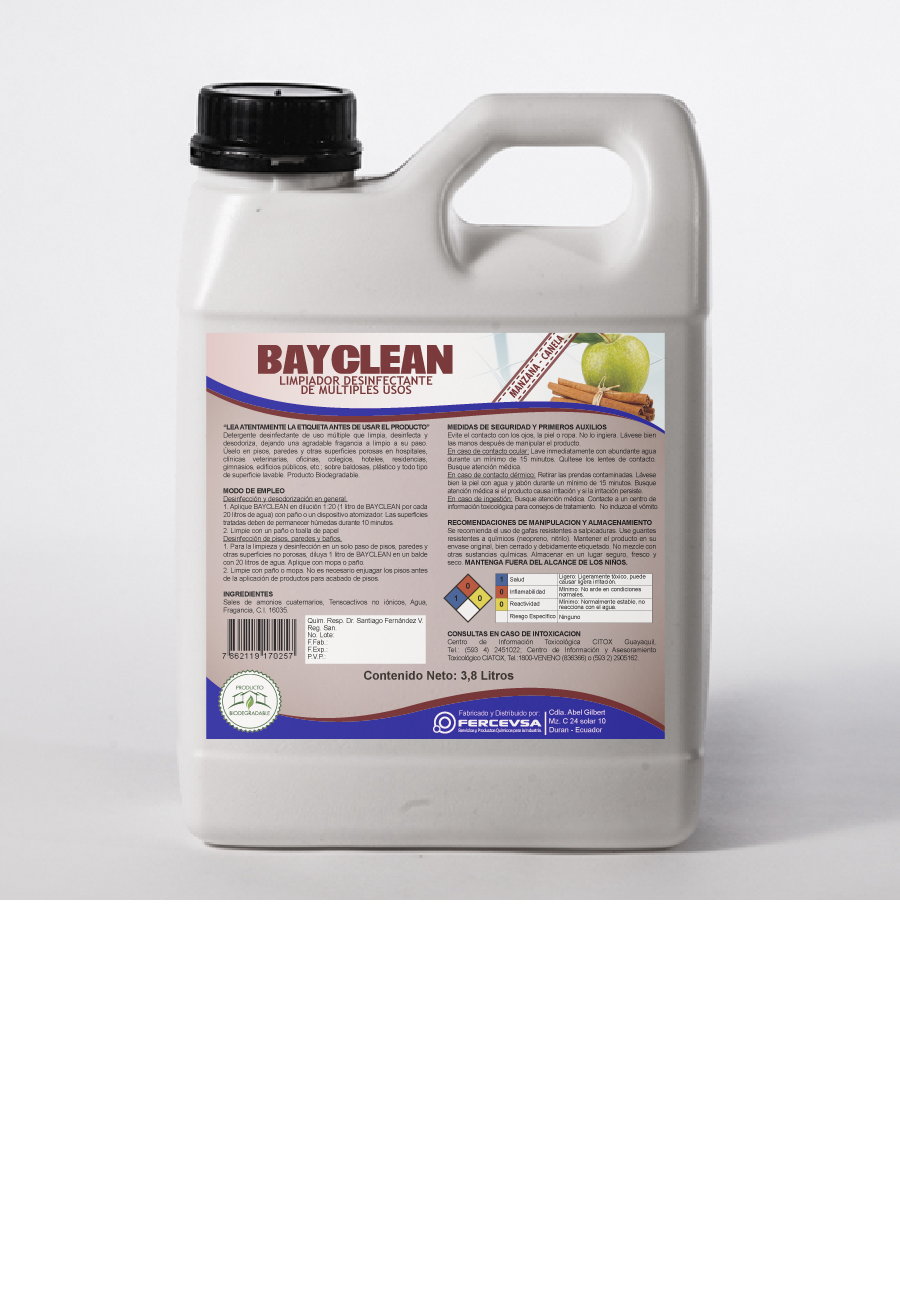 BAYCLEAN
LIMPIADOR DESINFECTANTE
DE MÚLTIPLES USOS
MANZANA - CANELA
"LEA ATENTAMENTE LA ETIQUETA ANTES DE USAR EL PRODUCTO"
Detergente desinfectante de uso múltiple que limpia, desinfecta y
desodoriza, dejando una agradable fragancia a limpio a su paso.
Úselo en pisos, paredes y otras superficies porosas en hospitales,
clínicas veterinarias, oficinas, colegios, hoteles, residencias,
gimnasios, edificios públicos, etc.; sobre baldosas, plástico y todo tipo
de superficie lavable. Producto Biodegradable.
MODO DE EMPLEO
Desinfección y desodorización en general.
1. Aplique BAYCLEAN en dilución 1:20 (1 litro de BAYCLEAN por cada
20 litros de agua) con paño o un dispositivo atomizador. Las superficies
tratadas deben de permanecer húmedas durante 10 minutos.
2. Limpie con un paño o toalla de papel
Desinfección de pisos, paredes y baños.
1. Para la limpieza y desinfección en un solo paso de pisos, paredes y
otras superficies no porosas, diluya 1 litro de BAYCLEAN en un balde
con 20 litros de agua. Aplique con mopa o paño.
2. Limpie con paño o mopa. No es necesario enjuagar los pisos antes
de la aplicación de productos para acabado de pisos.
INGREDIENTES
Sales de amonios cuaternarios, Tensoactivos no iónicos, Agua,
Fragancia, C.I. 16035.
7 862119 170257
Quím. Resp. Dr. Santiago Fernández V.
Reg. San.
No. Lote:
F.Fab.:
F.Exp.:
P.V.P.:
MEDIDAS DE SEGURIDAD Y PRIMEROS AUXILIOS
Evite el contacto con los ojos, la piel o ropa. No lo ingiera. Lávese bien
las manos después de manipular el producto.
En caso de contacto ocular: Lave inmediatamente con abundante agua
durante un mínimo de 15 minutos. Quítese los lentes de contacto.
Busque atención médica.
En caso de contacto dérmico: Retirar las prendas contaminadas. Lávese
bien la piel con agua y jabón durante un mínimo de 15 minutos. Busque
atención médica si el producto causa irritación y si la irritación persiste.
En caso de ingestión: Busque atención médica. Contacte a un centro de
información toxicológico para consejos de tratamiento. No induzca el vómito.
RECOMENDACIONES DE MANIPULACION Y ALMACENAMIENTO
Se recomienda el uso de gafas resistentes a salpicaduras. Use guantes
resistentes a químicos (neopreno, nitrilo). Mantener el producto en su
envase original, bien cerrado y debidamente etiquetado. No mezcle con
otras sustancias químicas. Almacenar en un lugar seguro, fresco y
seco. MANTENGA FUERA DEL ALCANCE DE LOS NIÑOS.
0
1 0
1 Salud Ligero: Ligeramente tóxico, puede causar ligera irritación.
0 Inflamabilidad Mínimo: No arde en condiciones normales.
0 Reactividad Mínimo: Normalmente estable, no reacciona con el agua.
Riesgo Específico Ninguno
CONSULTAS EN CASO DE INTOXICACION
Centro de Información Toxicológica CITOX Guayaquil.
Tel.: (593 4) 2451022; Centro de Información y Asesoramiento
Toxicológico CIATOX, Tel.:1800-VENENO (836366) o (593 2) 2905162.
Contenido Neto: 3,8 Litros
PRODUCTO
BIODEGRADABLE
Fabricado y Distribuido por:
FERCEVSA
Servicios y Productos Químicos para la Industria
Cdla. Abel Gilbert
Mz. C 24 solar 10
Duran - Ecuador